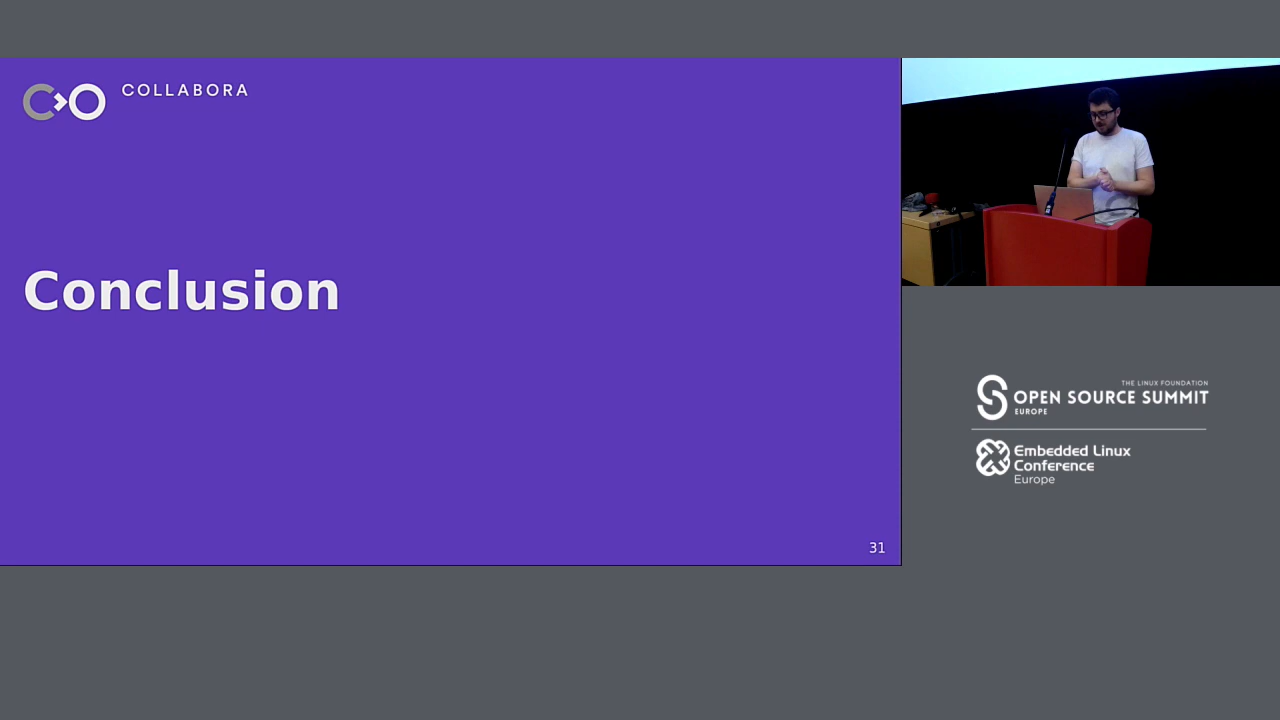 COLLABORA
Conclusion
31
THE LINUX FOUNDATION
OPEN SOURCE SUMMIT
EUROPE
Embedded Linux
Conference
Europe